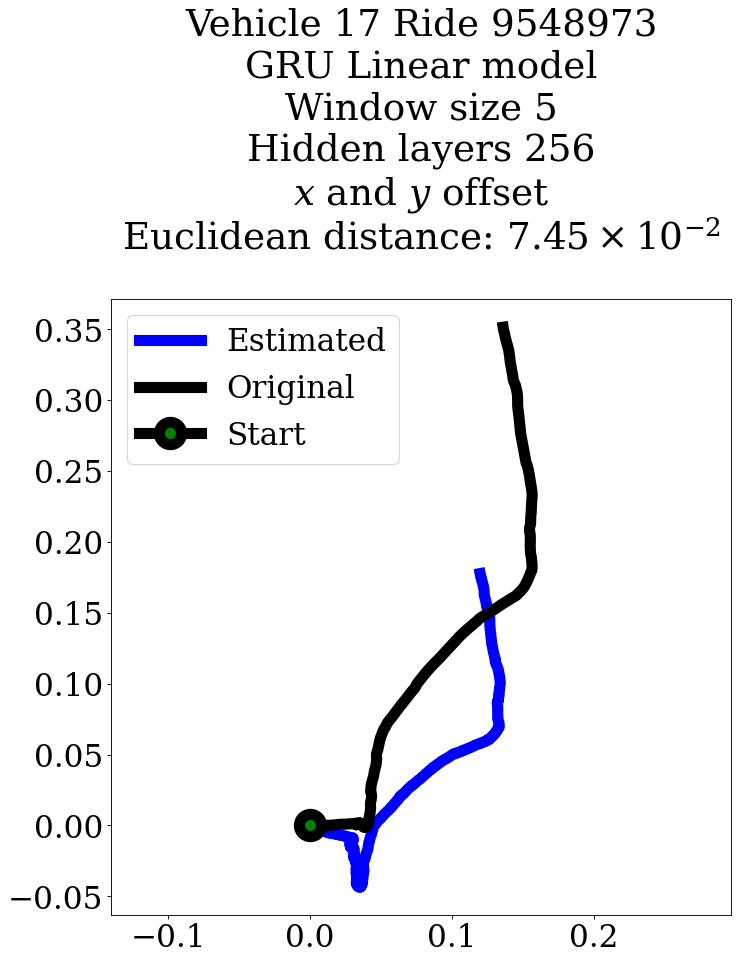 Vehicle 17 Ride 9548973
GRU Linear model
Window size 5
Hidden layers 256
x and y offset
Euclidean distance: 7.45 × 10⁻²
Estimated
Original
Start
0.35
0.30
0.25
0.20
0.15
0.10
0.05
0.00
−0.05
−0.1 0.0 0.1 0.2